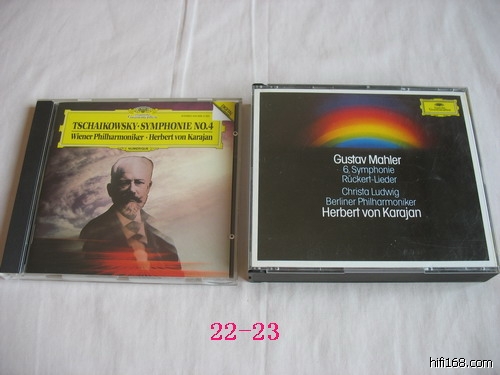 TSCHAIKOWSKY · SYMPHONIE NO.4
Wiener Philharmoniker · Herbert von Karajan
Gustav Mahler
6. Symphonie
Rückert-Lieder
Christa Ludwig
Berliner Philharmoniker
Herbert von Karajan
22-23
hifi168.com